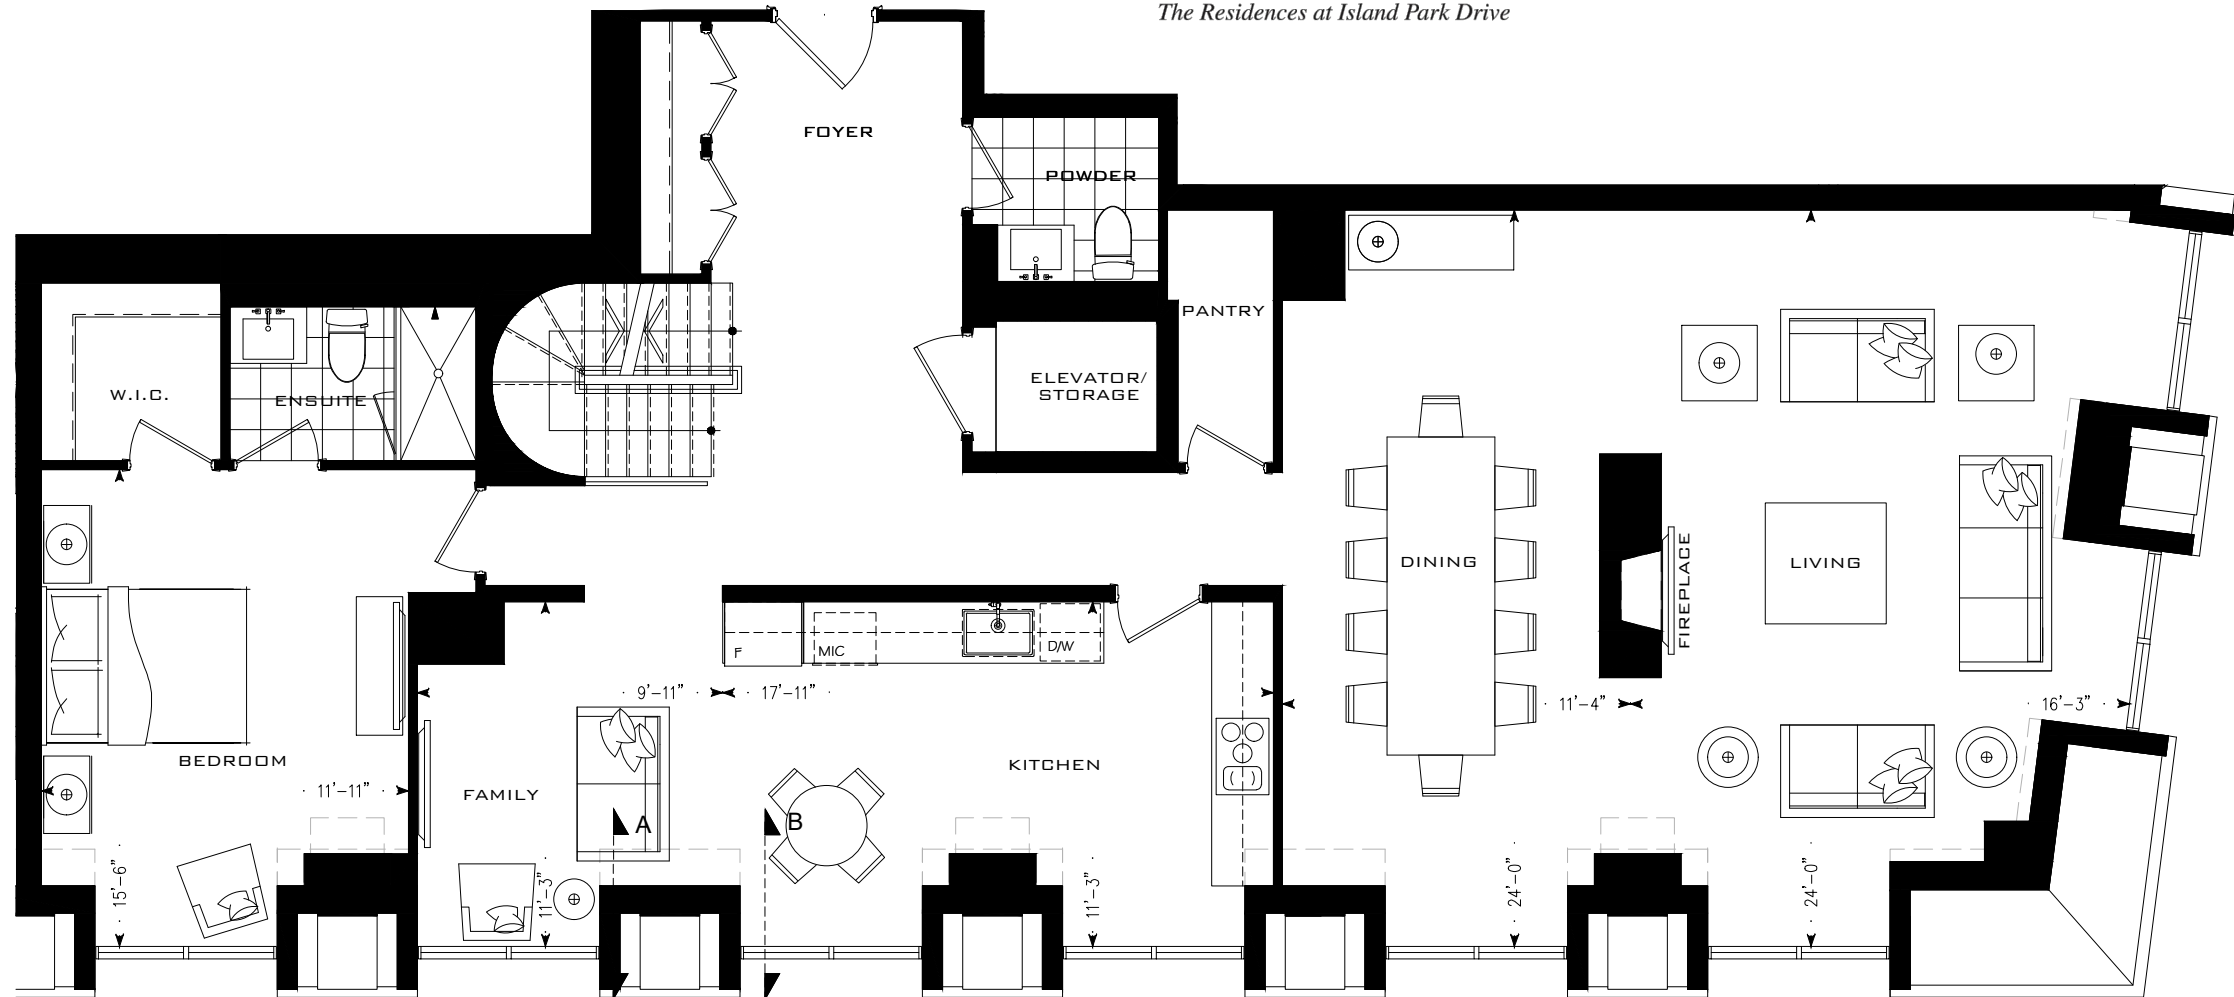 The Residences at Island Park Drive
FOYER
POWDER
PANTRY
ELEVATOR/
STORAGE
W.I.C.
ENSUITE
DINING
LIVING
FIREPLACE
F
MIC
D/W
9'-11"
17'-11"
11'-4"
16'-3"
BEDROOM
11'-11"
FAMILY
KITCHEN
A
B
15'-6"
11'-3"
11'-3"
24'-0"
24'-0"